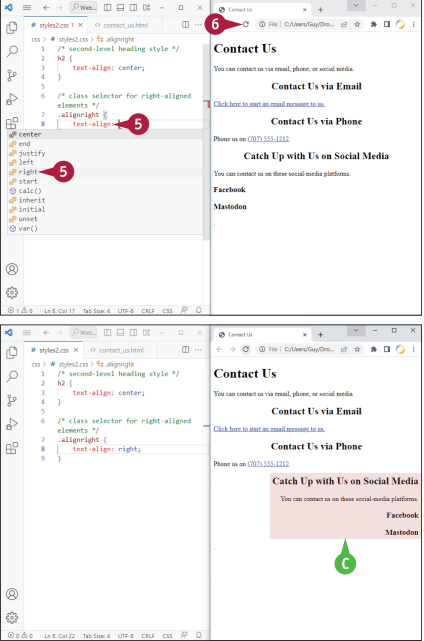 # styles2.css 1 ×
contact_us.html
css > # styles2.css > .alignright
1 /* second-level heading style */
2 h2 {
3 text-align: center;
4 }
5
6 /* class selector for right-aligned
elements */
7 .alignright {
8 text-align:
5
center
end
justify
left
right
5
start
calc()
inherit
initial
unset
var()
Ln 8, Col 17 Tab Size: 4 UTF-8 CRLF CSS
6
Contact Us
File C:/Users/Guy/Dro...
Contact Us
You can contact us via email, phone, or social media.
Contact Us via Email
Click here to start an email message to us.
Contact Us via Phone
Phone us on (707) 555-1212.
Catch Up with Us on Social Media
You can contact us on these social-media platforms.
Facebook
Mastodon
# styles2.css ×
contact_us.html
css > # styles2.css > .alignright
1 /* second-level heading style */
2 h2 {
3 text-align: center;
4 }
5
6 /* class selector for right-aligned
elements */
7 .alignright {
8 text-align: right;
9 }
Ln 8, Col 22 Tab Size: 4 UTF-8 CRLF CSS
Contact Us
File C:/Users/Guy/Dro...
Contact Us
You can contact us via email, phone, or social media.
Contact Us via Email
Click here to start an email message to us.
Contact Us via Phone
Phone us on (707) 555-1212.
Catch Up with Us on Social Media
You can contact us on these social-media platforms.
Facebook
Mastodon
C